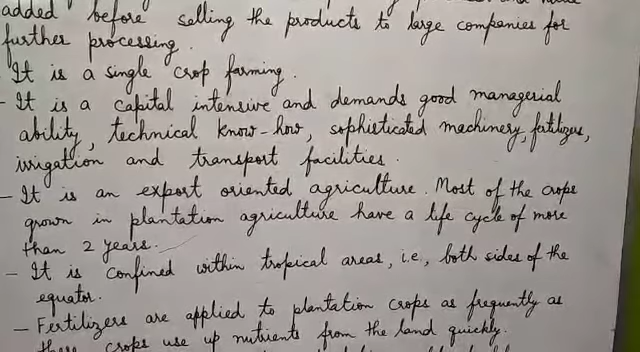 added before selling the products to large companies for
further processing.
- It is a single crop farming.
- It is a capital intensive and demands good managerial
ability, technical know-how, sophisticated machinery, fertilizers,
irrigation and transport facilities.
- It is an export oriented agriculture. Most of the crops
grown in plantation agriculture have a life cycle of more
than 2 years.
- It is confined within tropical areas, i.e., both sides of the
equator.
- Fertilizers are applied to plantation crops as frequently as
these crops use up nutrients from the land quickly.